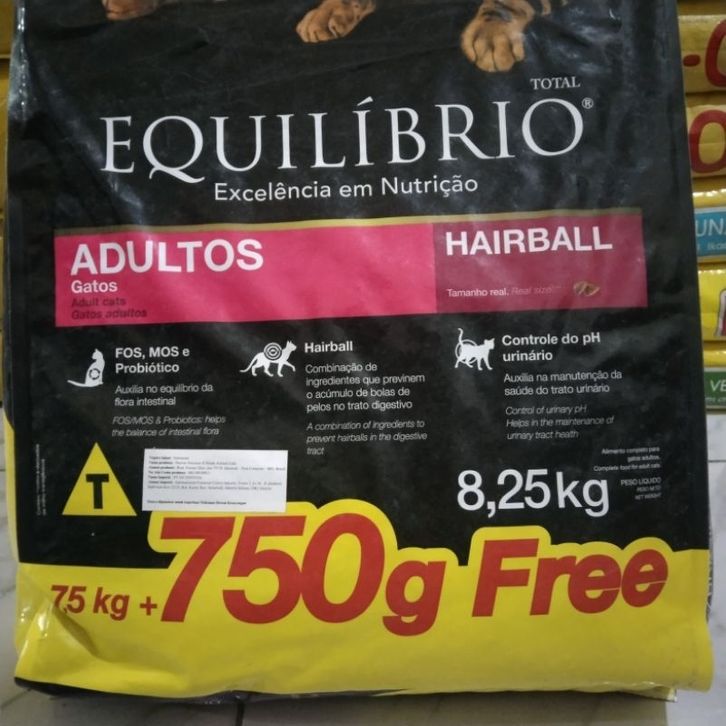 TOTAL
EQUILÍBRIO®
Excelência em Nutrição
ADULTOS
Gatos
Adult cats
Gatos adultos
HAIRBALL
Tamanho real. Real size
FOS, MOS e
Probiótico
Auxilia no equilíbrio da
flora intestinal
FOS/MOS & Probiotics: helps
the balance of intestinal flora
Hairball
Combinação de
ingredientes que previnem
o acúmulo de bolas de
pelos no trato digestivo
A combination of ingredients to
prevent hairballs in the digestive
tract
Controle do pH
urinário
Auxilia na manutenção da
saúde do trato urinário
Control of urinary pH
Helps in the maintenance of
urinary tract health
Alimento completo para
gatos adultos.
Complete food for adult cats.
T
8,25kg
PESO LÍQUIDO
PESO NETO
NET WEIGHT
7,5 kg + 750g Free